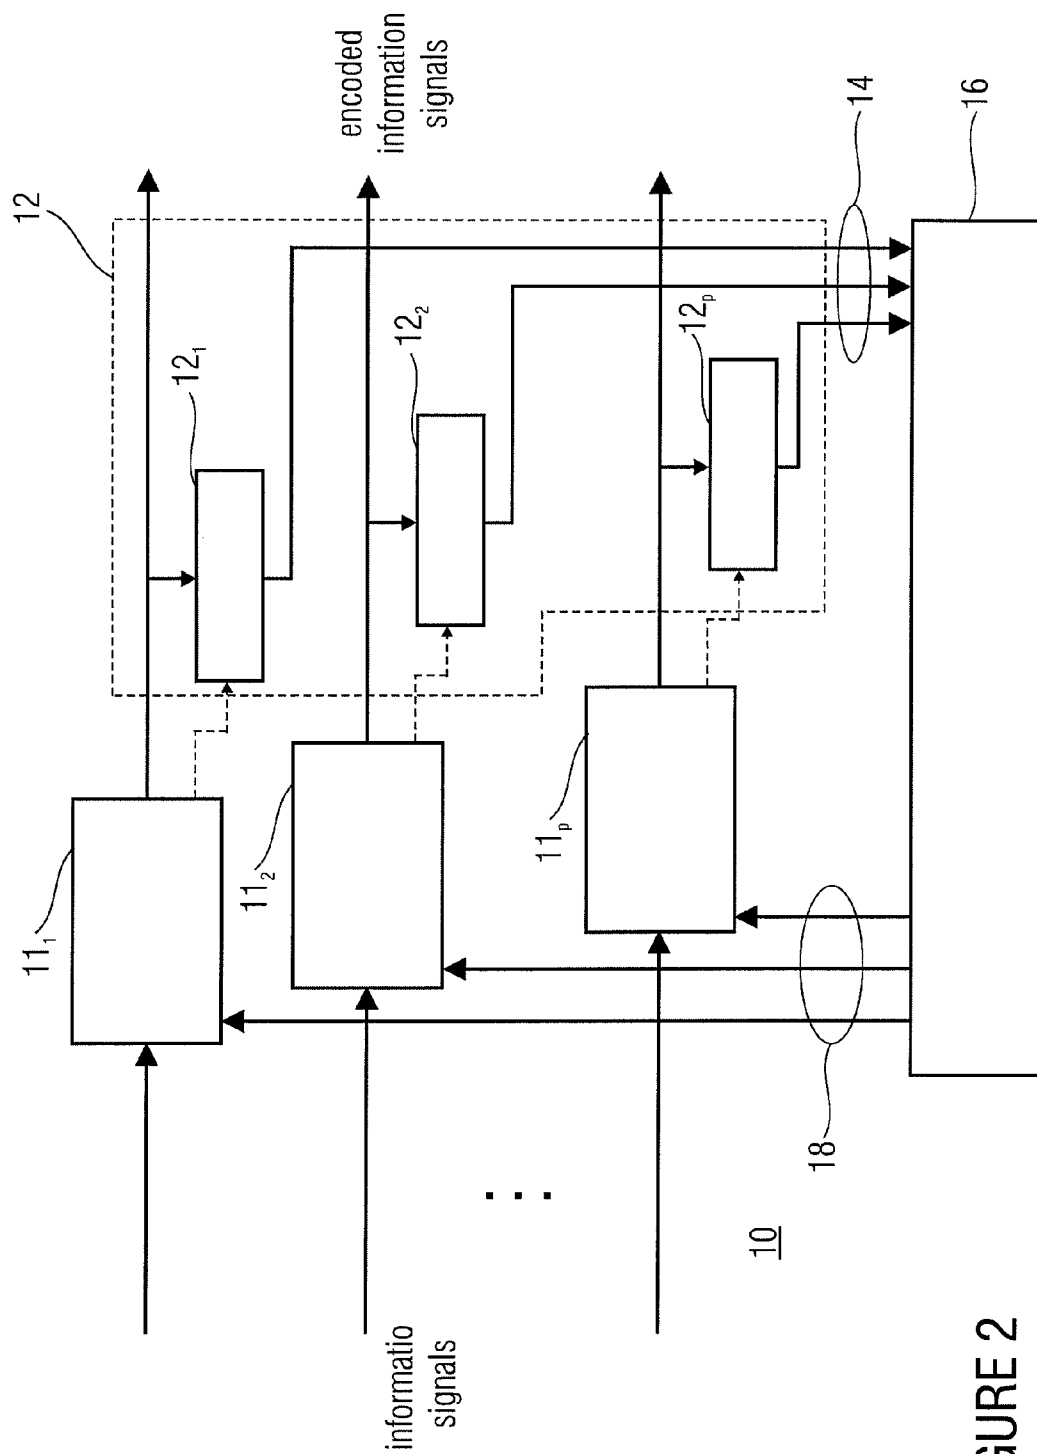 12
encoded
information
signals
14
16
12₁
12₂
12ₚ
11₁
11₂
11ₚ
18
informatio
signals
10
GURE 2